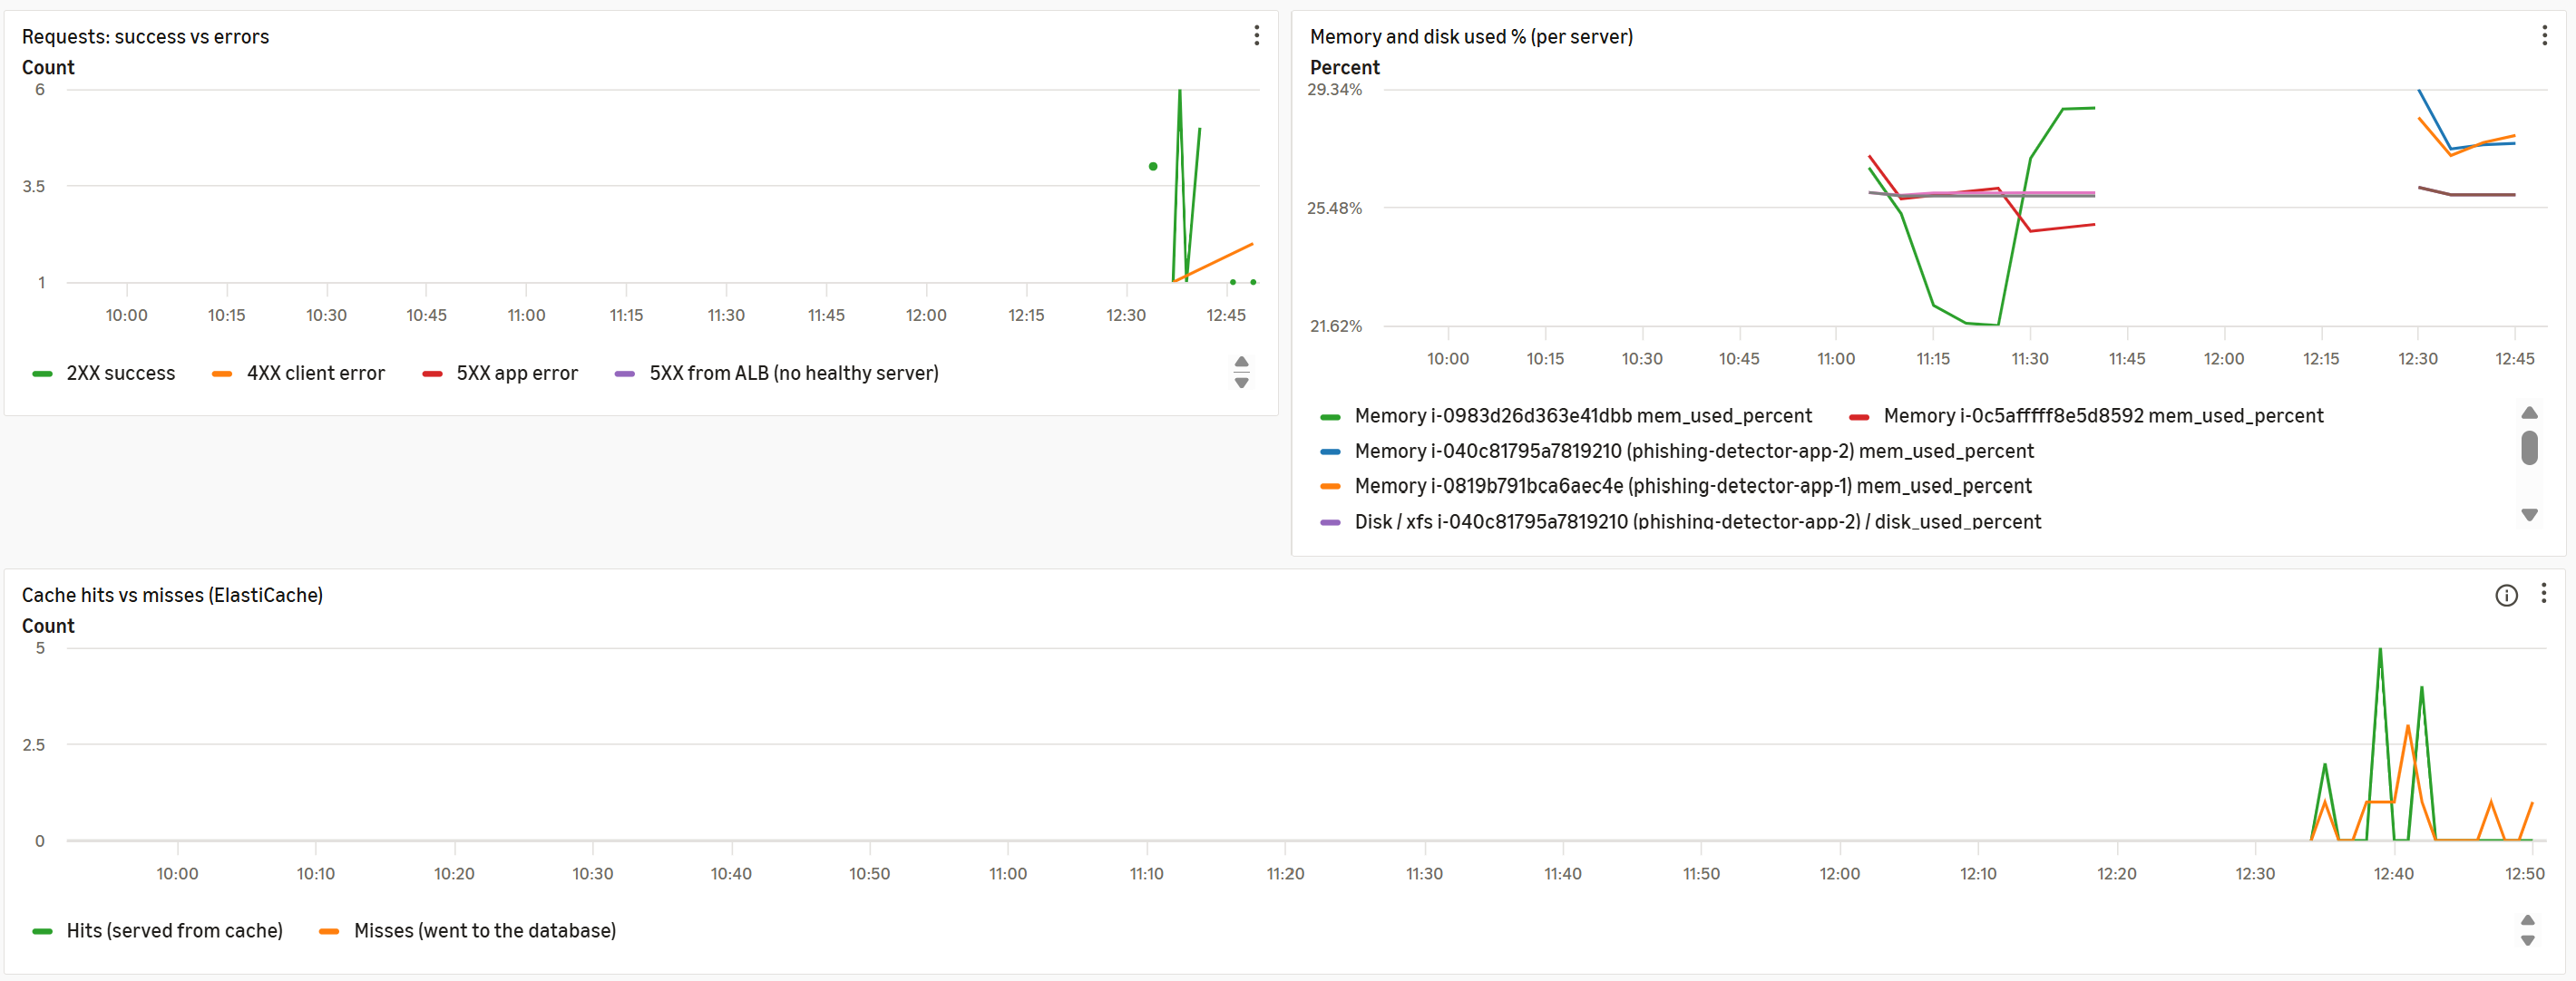 Requests: success vs errors
Count
6
3.5
1
10:00 10:15 10:30 10:45 11:00 11:15 11:30 11:45 12:00 12:15 12:30 12:45
2XX success 4XX client error 5XX app error 5XX from ALB (no healthy server)
Memory and disk used % (per server)
Percent
29.34%
25.48%
21.62%
10:00 10:15 10:30 10:45 11:00 11:15 11:30 11:45 12:00 12:15 12:30 12:45
Memory i-0983d26d363e41dbb mem_used_percent Memory i-0c5afffff8e5d8592 mem_used_percent
Memory i-040c81795a7819210 (phishing-detector-app-2) mem_used_percent
Memory i-0819b791bca6aec4e (phishing-detector-app-1) mem_used_percent
Disk / xfs i-040c81795a7819210 (phishing-detector-app-2) / disk_used_percent
Cache hits vs misses (ElastiCache)
Count
5
2.5
0
10:00 10:10 10:20 10:30 10:40 10:50 11:00 11:10 11:20 11:30 11:40 11:50 12:00 12:10 12:20 12:30 12:40 12:50
Hits (served from cache) Misses (went to the database)